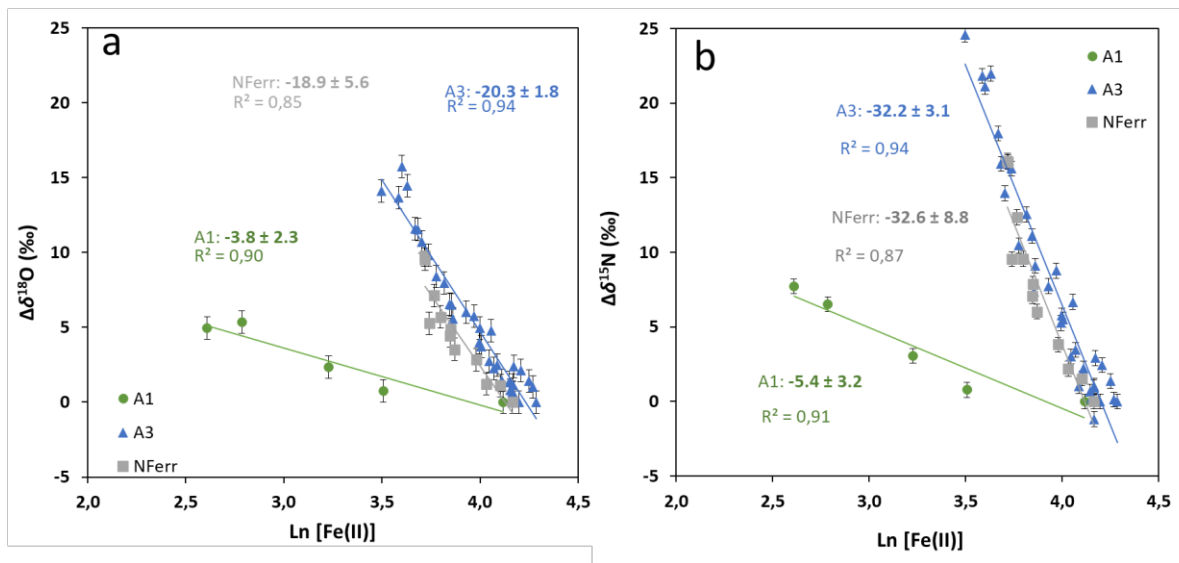 a
25
20
15
10
5
0
-5
Δδ¹⁸O (‰)
NFerr: -18.9 ± 5.6
R² = 0,85
A3: -20.3 ± 1.8
R² = 0,94
A1: -3.8 ± 2.3
R² = 0,90
A1
A3
NFerr
2,0 2,5 3,0 3,5 4,0 4,5
Ln [Fe(II)]
b
25
20
15
10
5
0
-5
Δδ¹⁵N (‰)
A1
A3
NFerr
A3: -32.2 ± 3.1
R² = 0,94
NFerr: -32.6 ± 8.8
R² = 0,87
A1: -5.4 ± 3.2
R² = 0,91
2,0 2,5 3,0 3,5 4,0 4,5
Ln [Fe(II)]